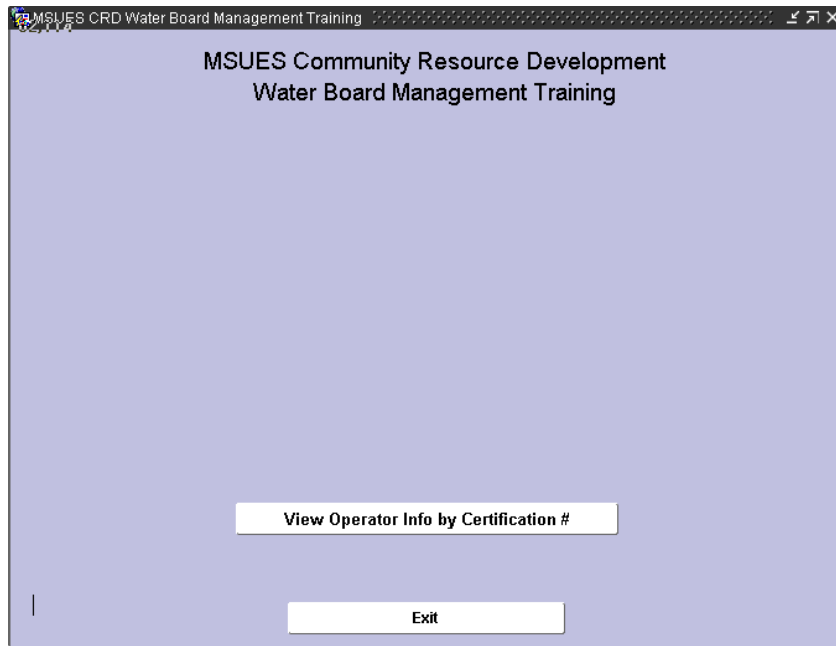 MSUES CRD Water Board Management Training
MSUES Community Resource Development
Water Board Management Training
View Operator Info by Certification #
Exit